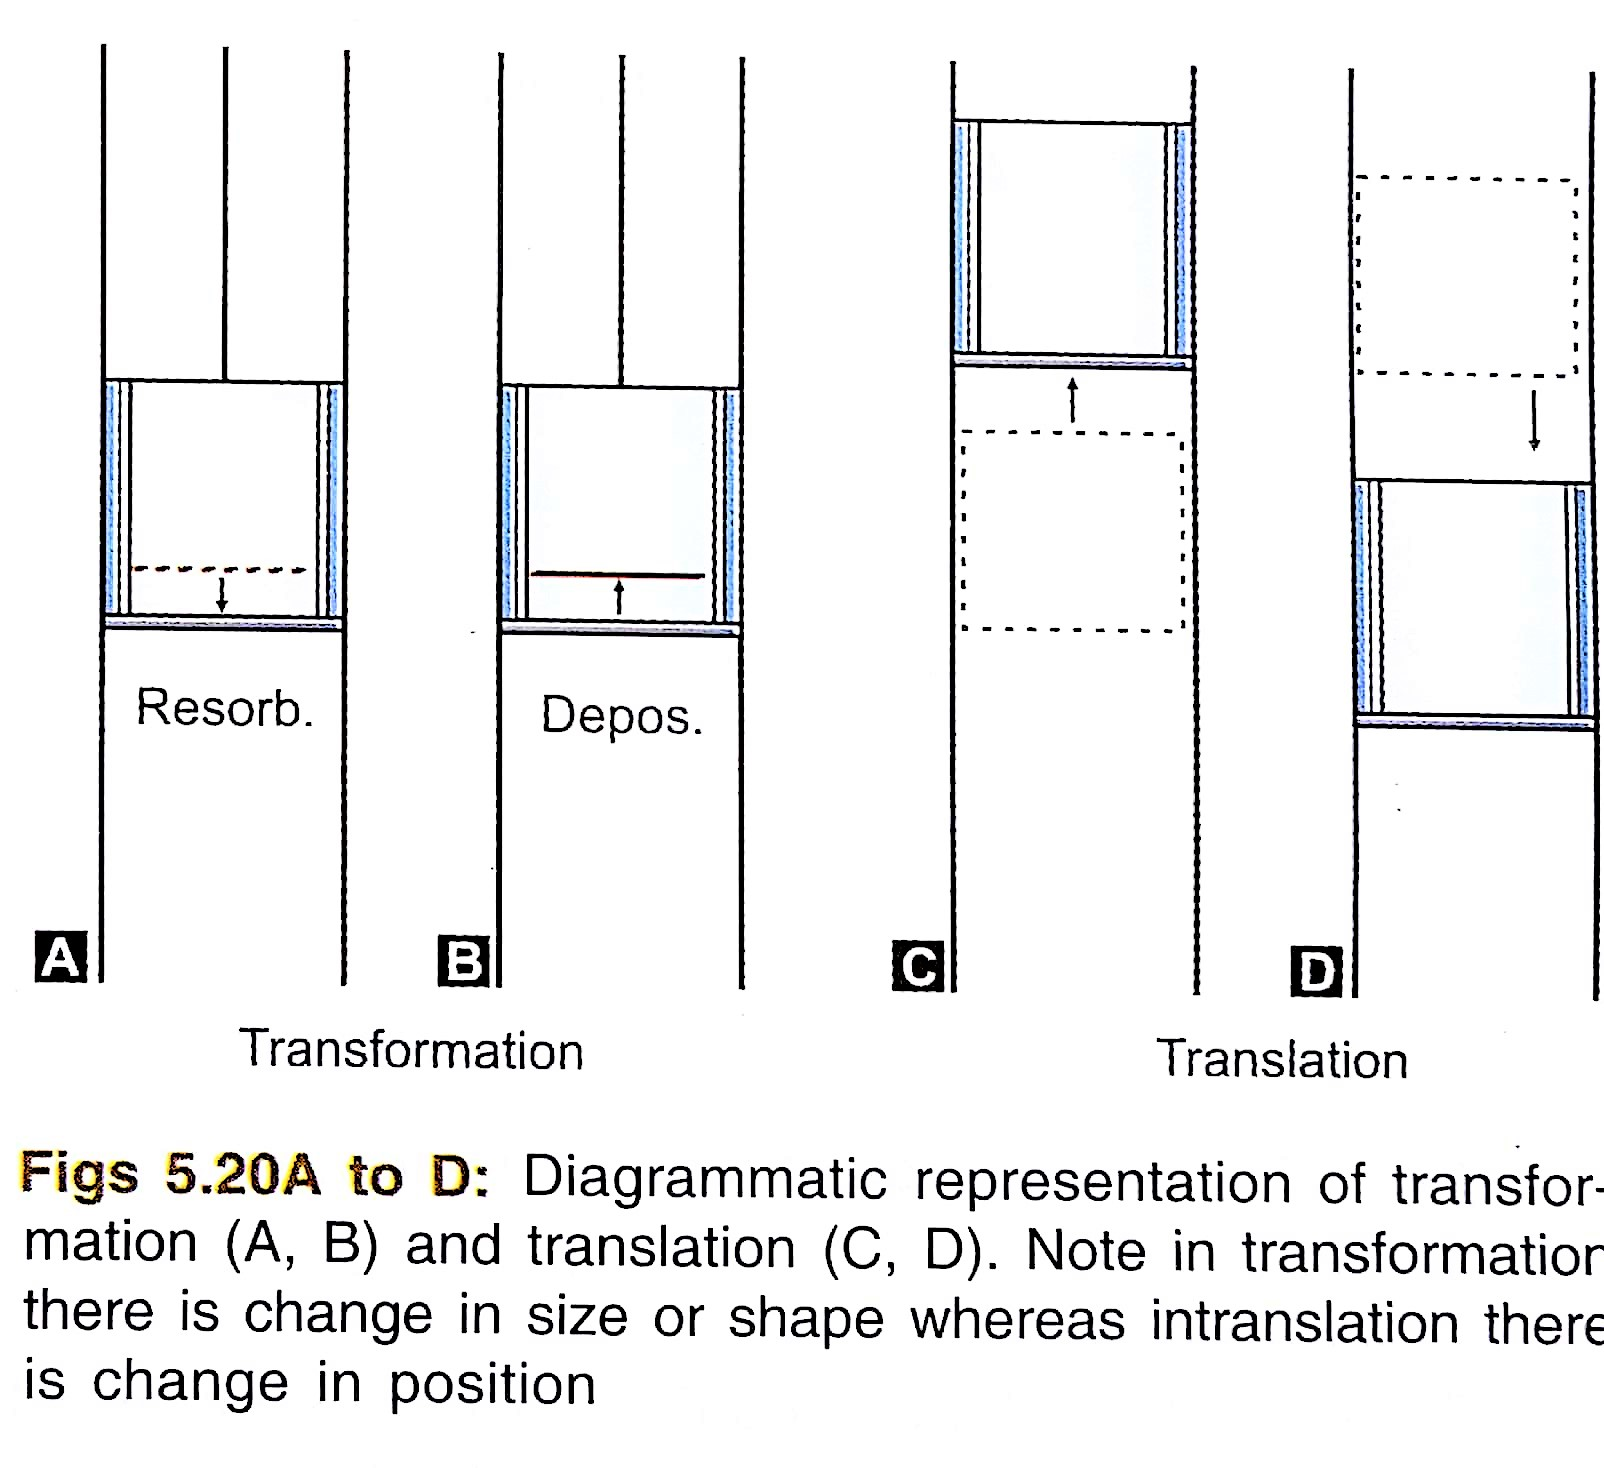 Resorb.
Depos.
A
B
C
D
Transformation
Translation
Figs 5.20A to D: Diagrammatic representation of transfor-
mation (A, B) and translation (C, D). Note in transformation
there is change in size or shape whereas intranslation there
is change in position